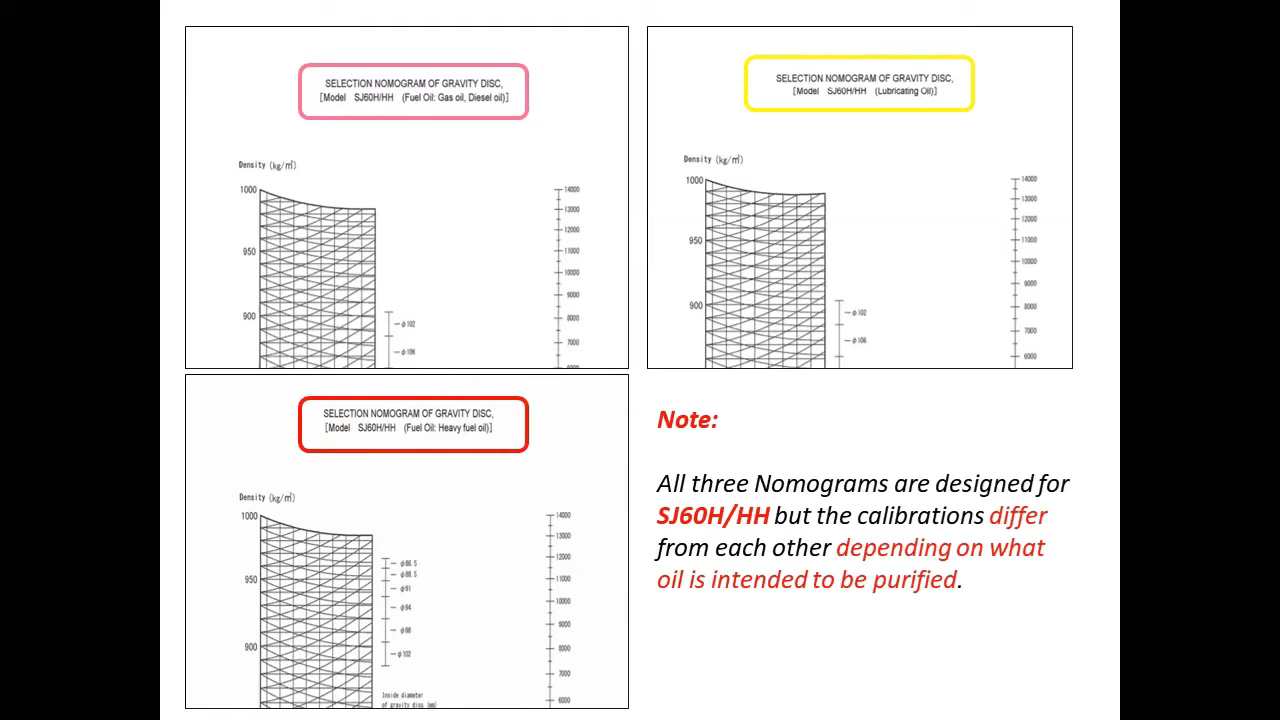 SELECTION NOMOGRAM OF GRAVITY DISC,
[Model SJ60H/HH (Fuel Oil: Gas oil, Diesel oil)]
Density (kg/㎥)
1000
950
900
14000
13000
12000
11000
10000
9000
8000
7000
6000
φ102
φ106
SELECTION NOMOGRAM OF GRAVITY DISC,
[Model SJ60H/HH (Lubricating Oil)]
Density (kg/㎥)
1000
950
900
14000
13000
12000
11000
10000
9000
8000
7000
6000
φ102
φ106
SELECTION NOMOGRAM OF GRAVITY DISC,
[Model SJ60H/HH (Fuel Oil: Heavy fuel oil)]
Density (kg/㎥)
1000
950
900
14000
13000
12000
11000
10000
9000
8000
7000
6000
φ86.5
φ88.5
φ91
φ94
φ98
φ102
Inside diameter
of gravity disc (mm)
Note:
All three Nomograms are designed for
SJ60H/HH but the calibrations differ
from each other depending on what
oil is intended to be purified.